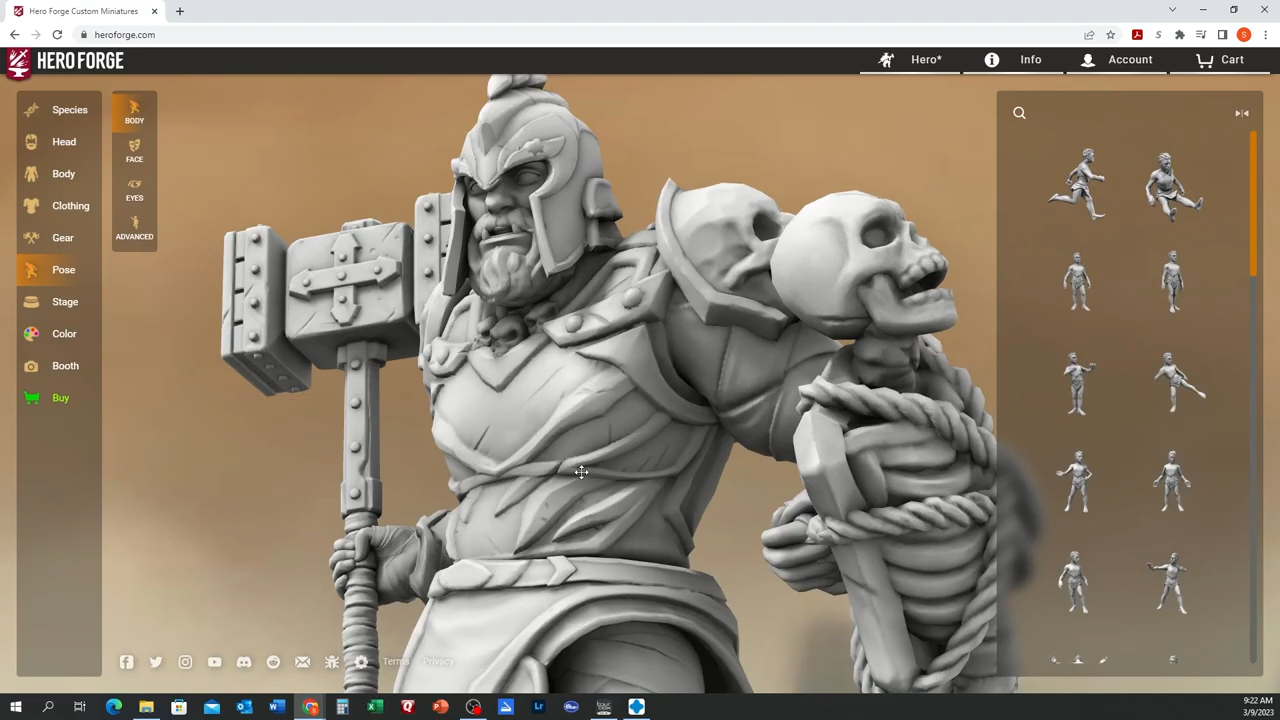 Hero Forge Custom Miniatures
heroforge.com
HERO FORGE
Hero*
Info
Account
Cart
Species
Head
Body
Clothing
Gear
Pose
Stage
Color
Booth
Buy
BODY
FACE
EYES
ADVANCED
Terms
Privacy
9:22 AM
3/9/2023